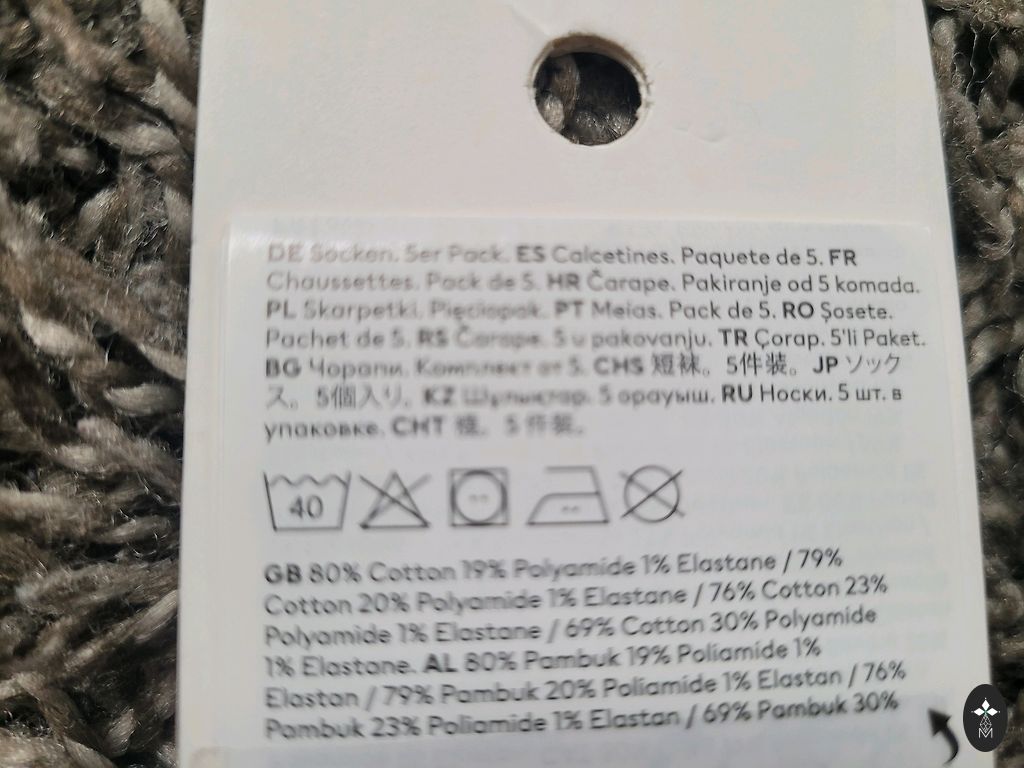 DE Socken. 5er Pack. ES Calcetines. Paquete de 5. FR
Chaussettes. Pack de 5. HR Čarape. Pakiranje od 5 komada.
PL Skarpetki. Pięciopak. PT Meias. Pack de 5. RO Șosete.
Pachet de 5. RS Čarape. 5 u pakovanju. TR Çorap. 5'li Paket.
BG Чорапи. Комплект от 5. CHS 短袜。5件装。JP ソック
ス。5個入り。KZ Шұлықтар. 5 орауыш. RU Носки. 5 шт. в
упаковке. CHT 襪。5 件裝。
40
GB 80% Cotton 19% Polyamide 1% Elastane / 79%
Cotton 20% Polyamide 1% Elastane / 76% Cotton 23%
Polyamide 1% Elastane / 69% Cotton 30% Polyamide
1% Elastane. AL 80% Pambuk 19% Poliamide 1%
Elastan / 79% Pambuk 20% Poliamide 1% Elastan / 76%
Pambuk 23% Poliamide 1% Elastan / 69% Pambuk 30%
M